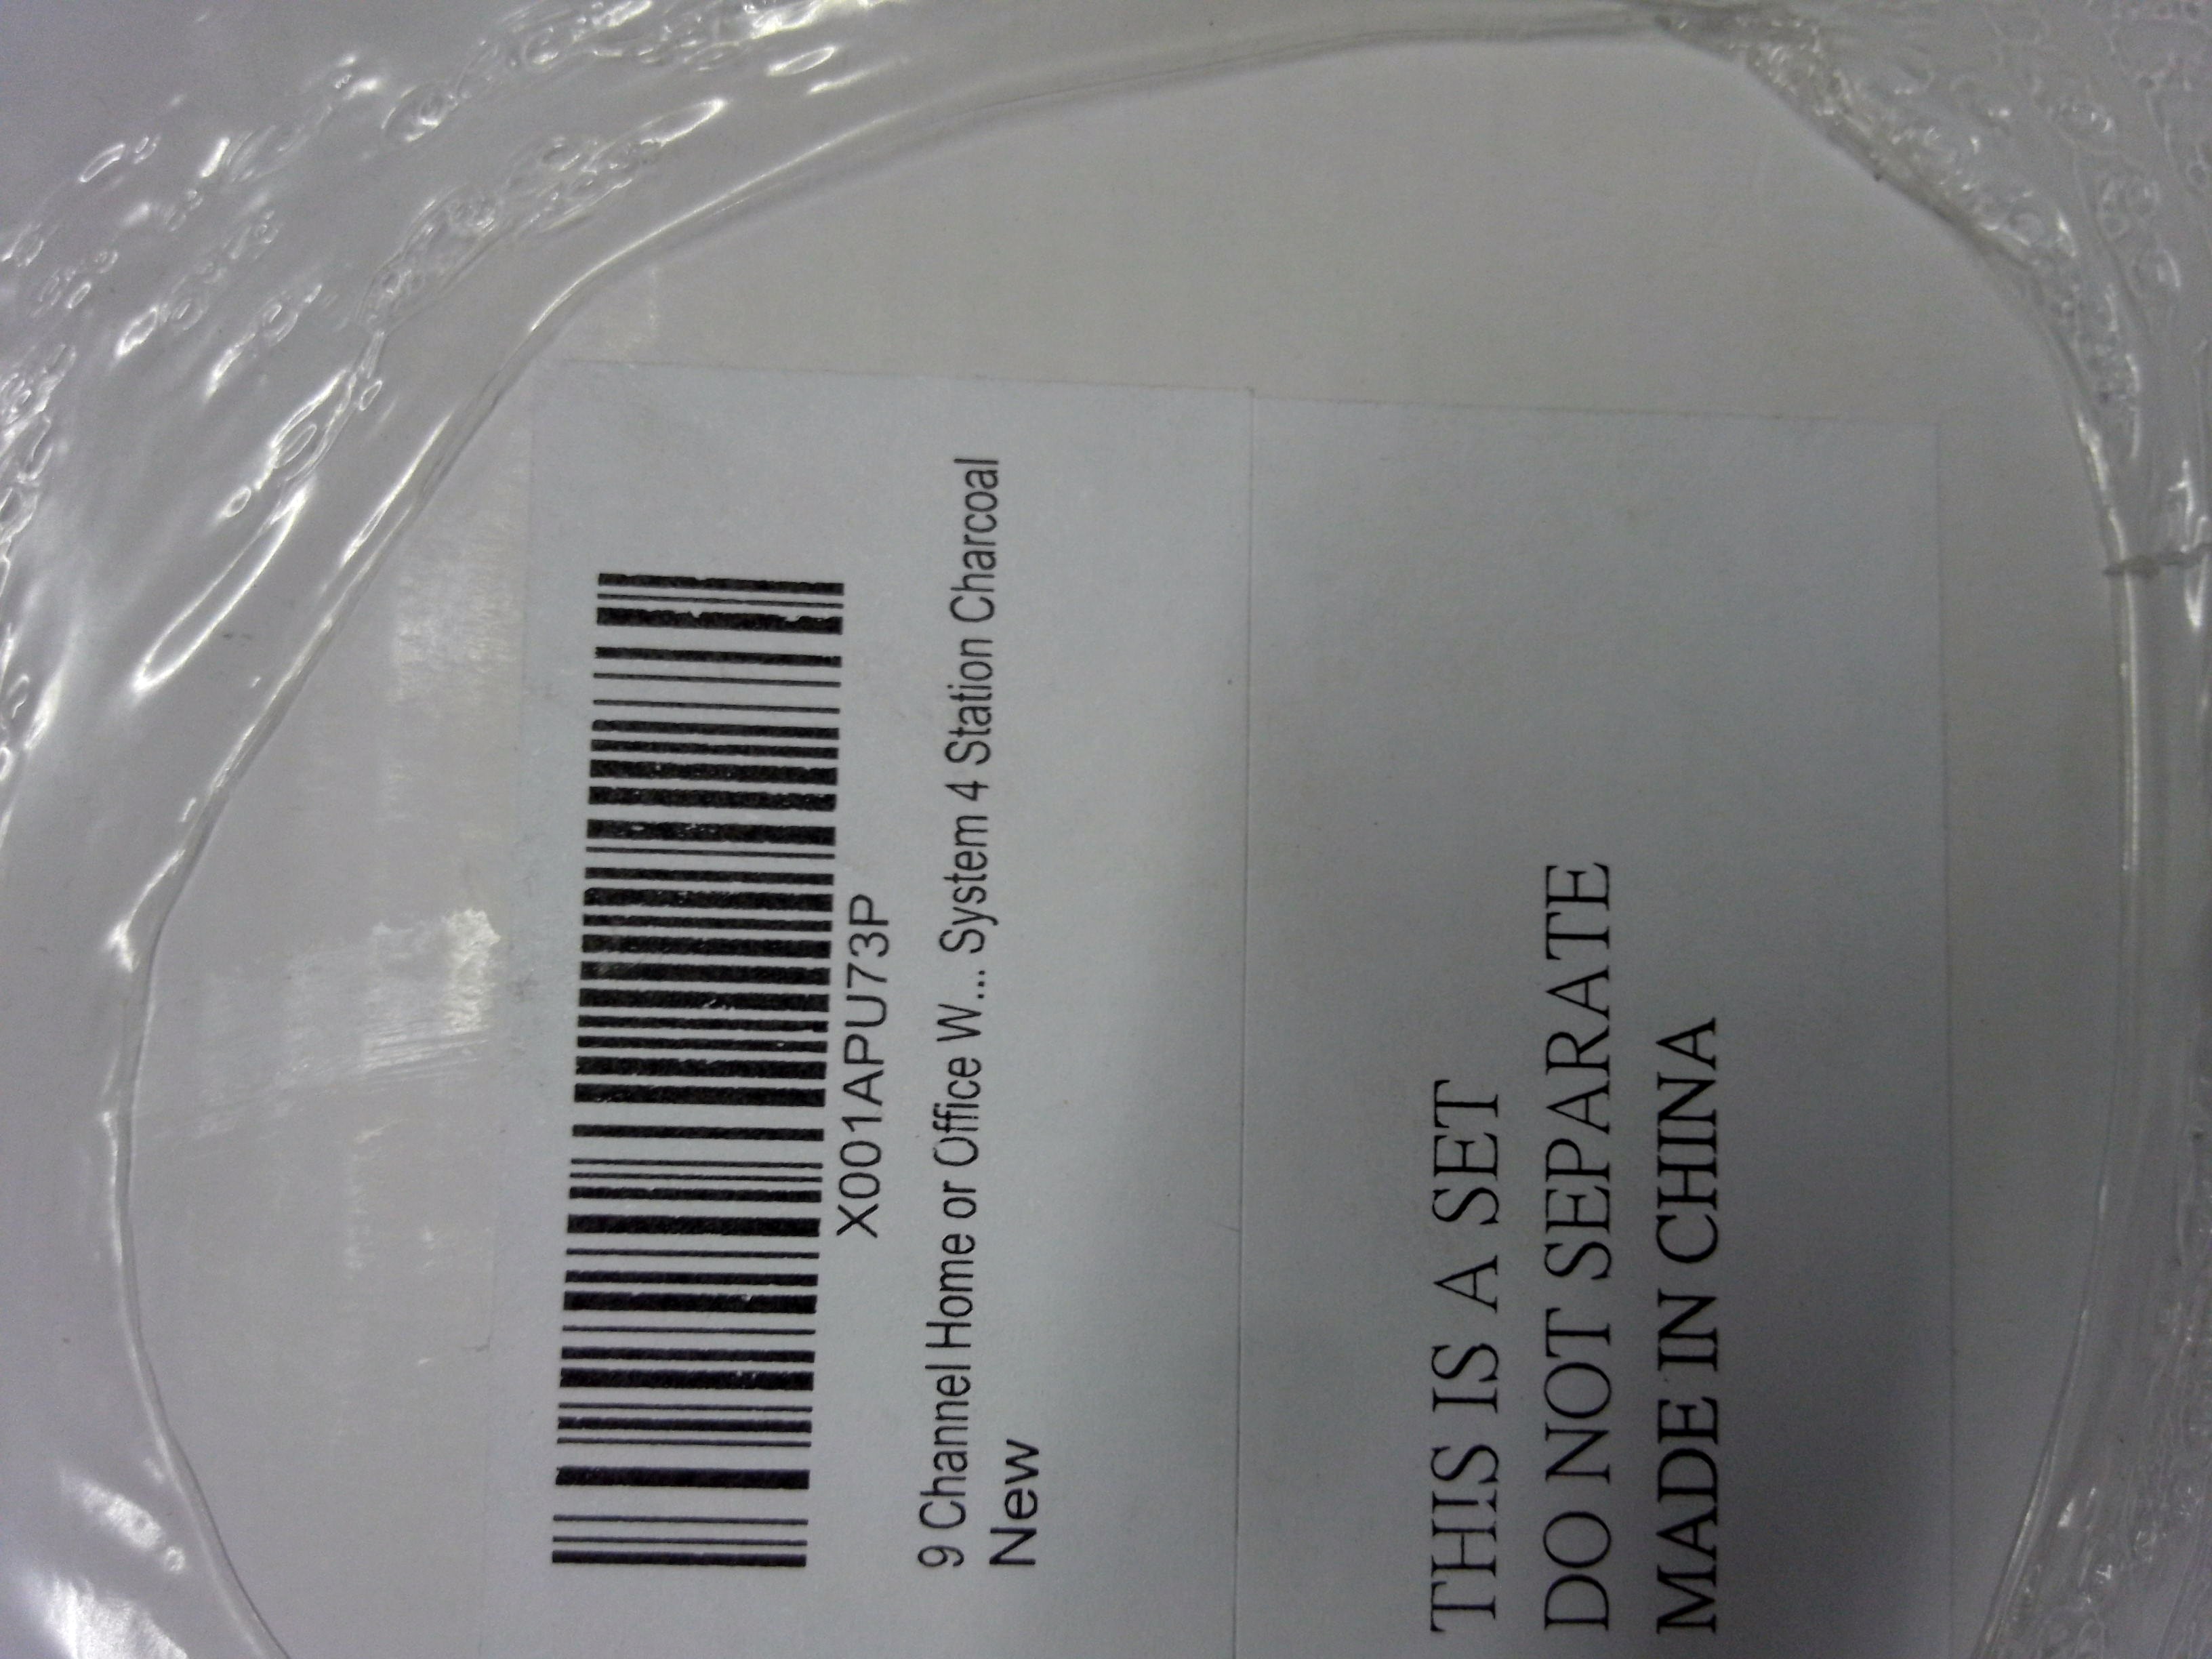 X001APU73P
9 Channel Home or Office W... System 4 Station Charcoal
New
THIS IS A SET
DO NOT SEPARATE
MADE IN CHINA